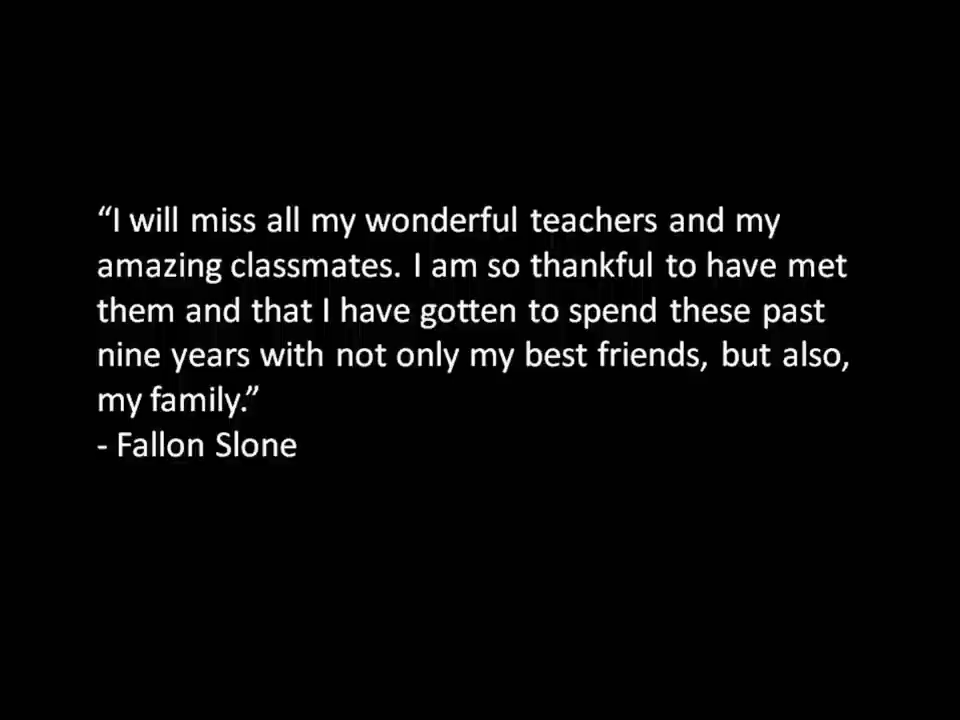 “I will miss all my wonderful teachers and my
amazing classmates. I am so thankful to have met
them and that I have gotten to spend these past
nine years with not only my best friends, but also,
my family.”
- Fallon Slone